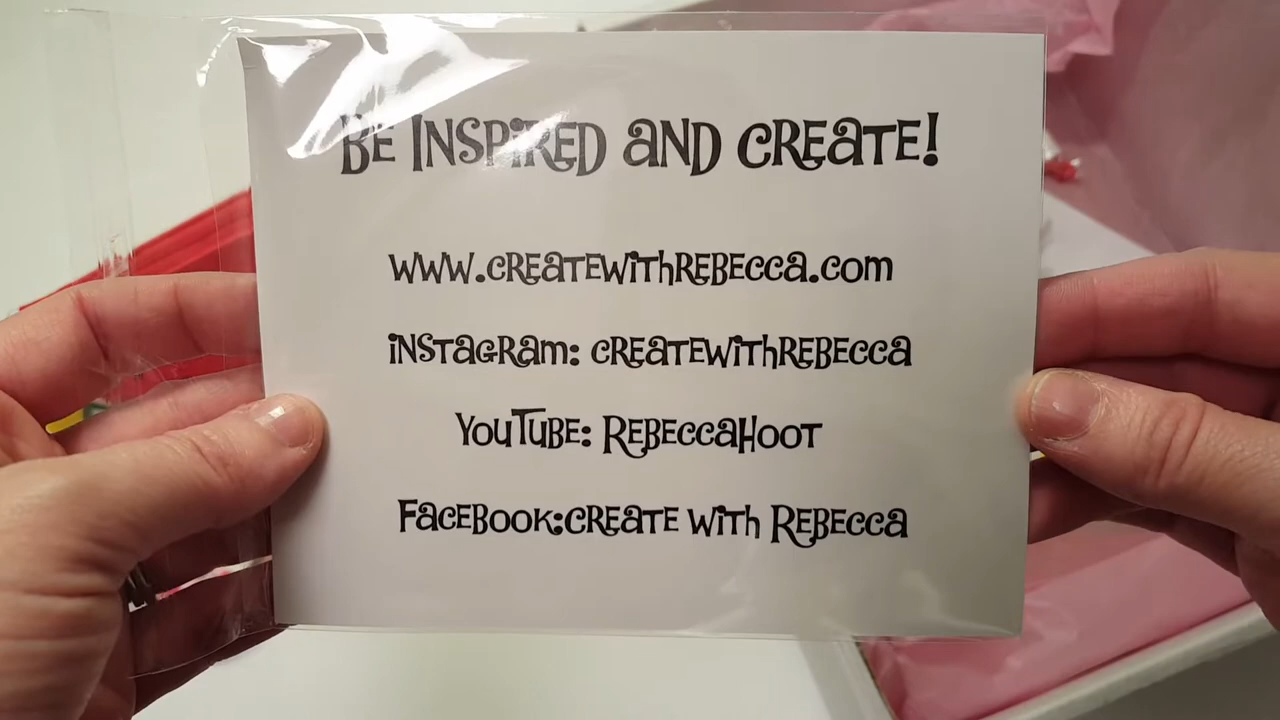 Be Inspired and create!
www.createwithrebecca.com
instagram: createwithrebecca
YouTube: RebeccaHoot
Facebook:create with Rebecca